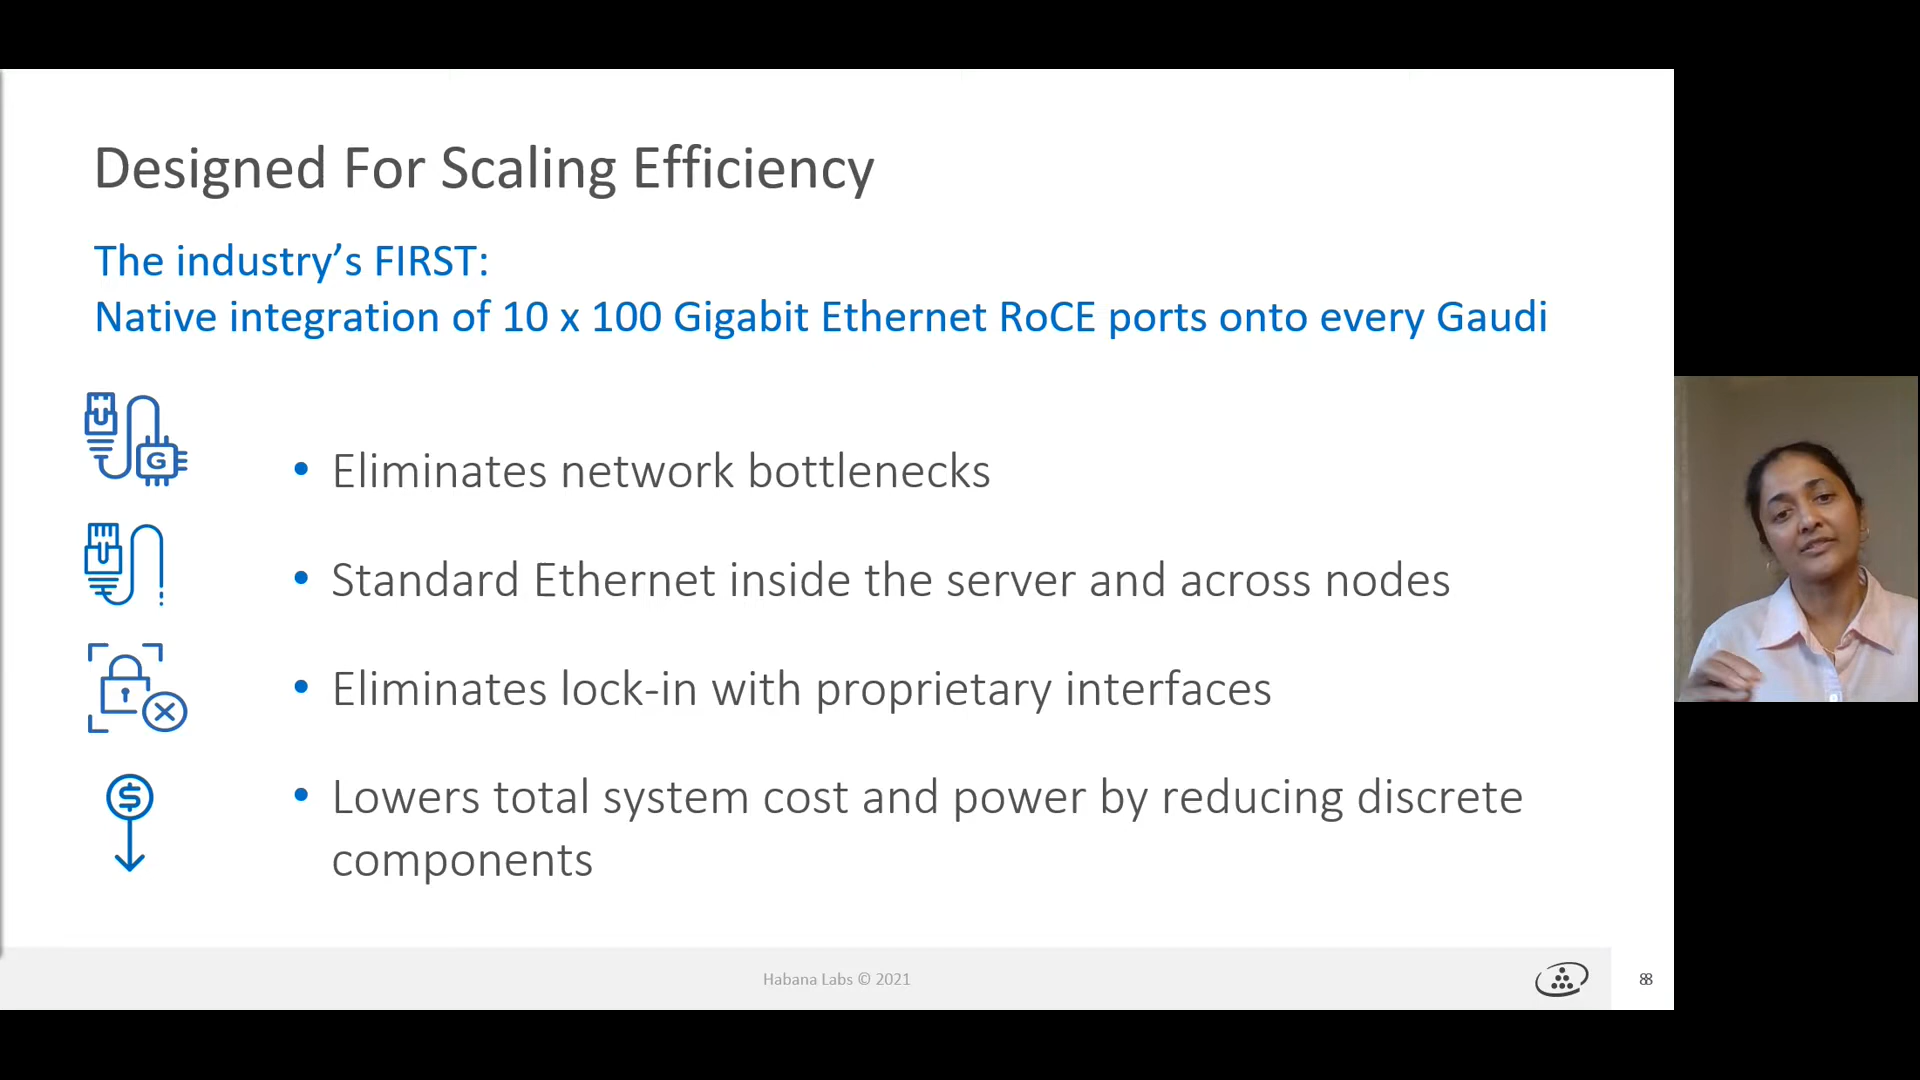 Designed For Scaling Efficiency
The industry’s FIRST:
Native integration of 10 x 100 Gigabit Ethernet RoCE ports onto every Gaudi
G
• Eliminates network bottlenecks
• Standard Ethernet inside the server and across nodes
• Eliminates lock-in with proprietary interfaces
$
• Lowers total system cost and power by reducing discrete
components
Habana Labs © 2021